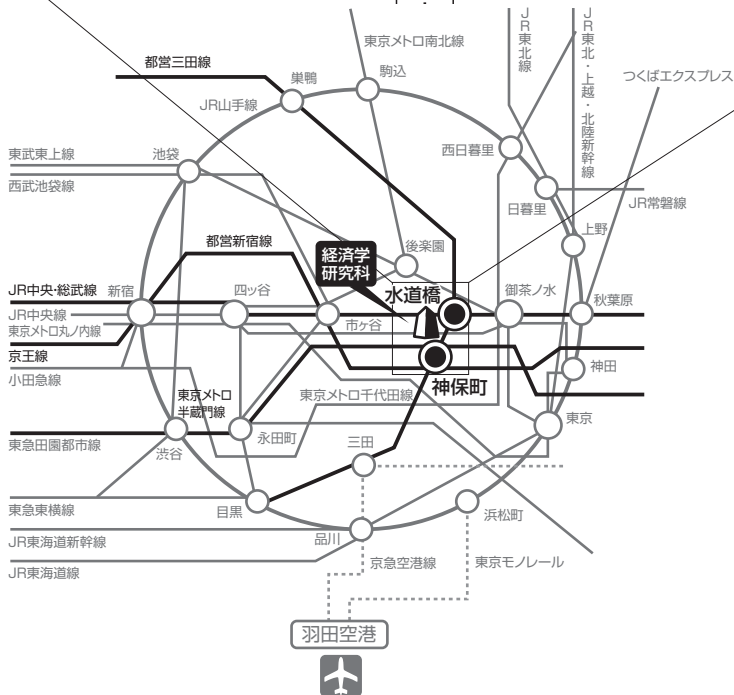 東京メトロ南北線
JR東北線
JR東北・上越・北陸新幹線
都営三田線
巣鴨
駒込
つくばエクスプレス
JR山手線
東武東上線
池袋
西日暮里
西武池袋線
日暮里
JR常磐線
都営新宿線
経済学
研究科
後楽園
上野
JR中央・総武線
新宿
四ッ谷
水道橋
御茶ノ水
秋葉原
JR中央線
東京メトロ丸ノ内線
市ヶ谷
京王線
小田急線
神田
東京メトロ
半蔵門線
東京メトロ千代田線
神保町
東急田園都市線
渋谷
永田町
三田
東京
東急東横線
目黒
浜松町
JR東海道新幹線
品川
JR東海道線
京急空港線
東京モノレール
羽田空港